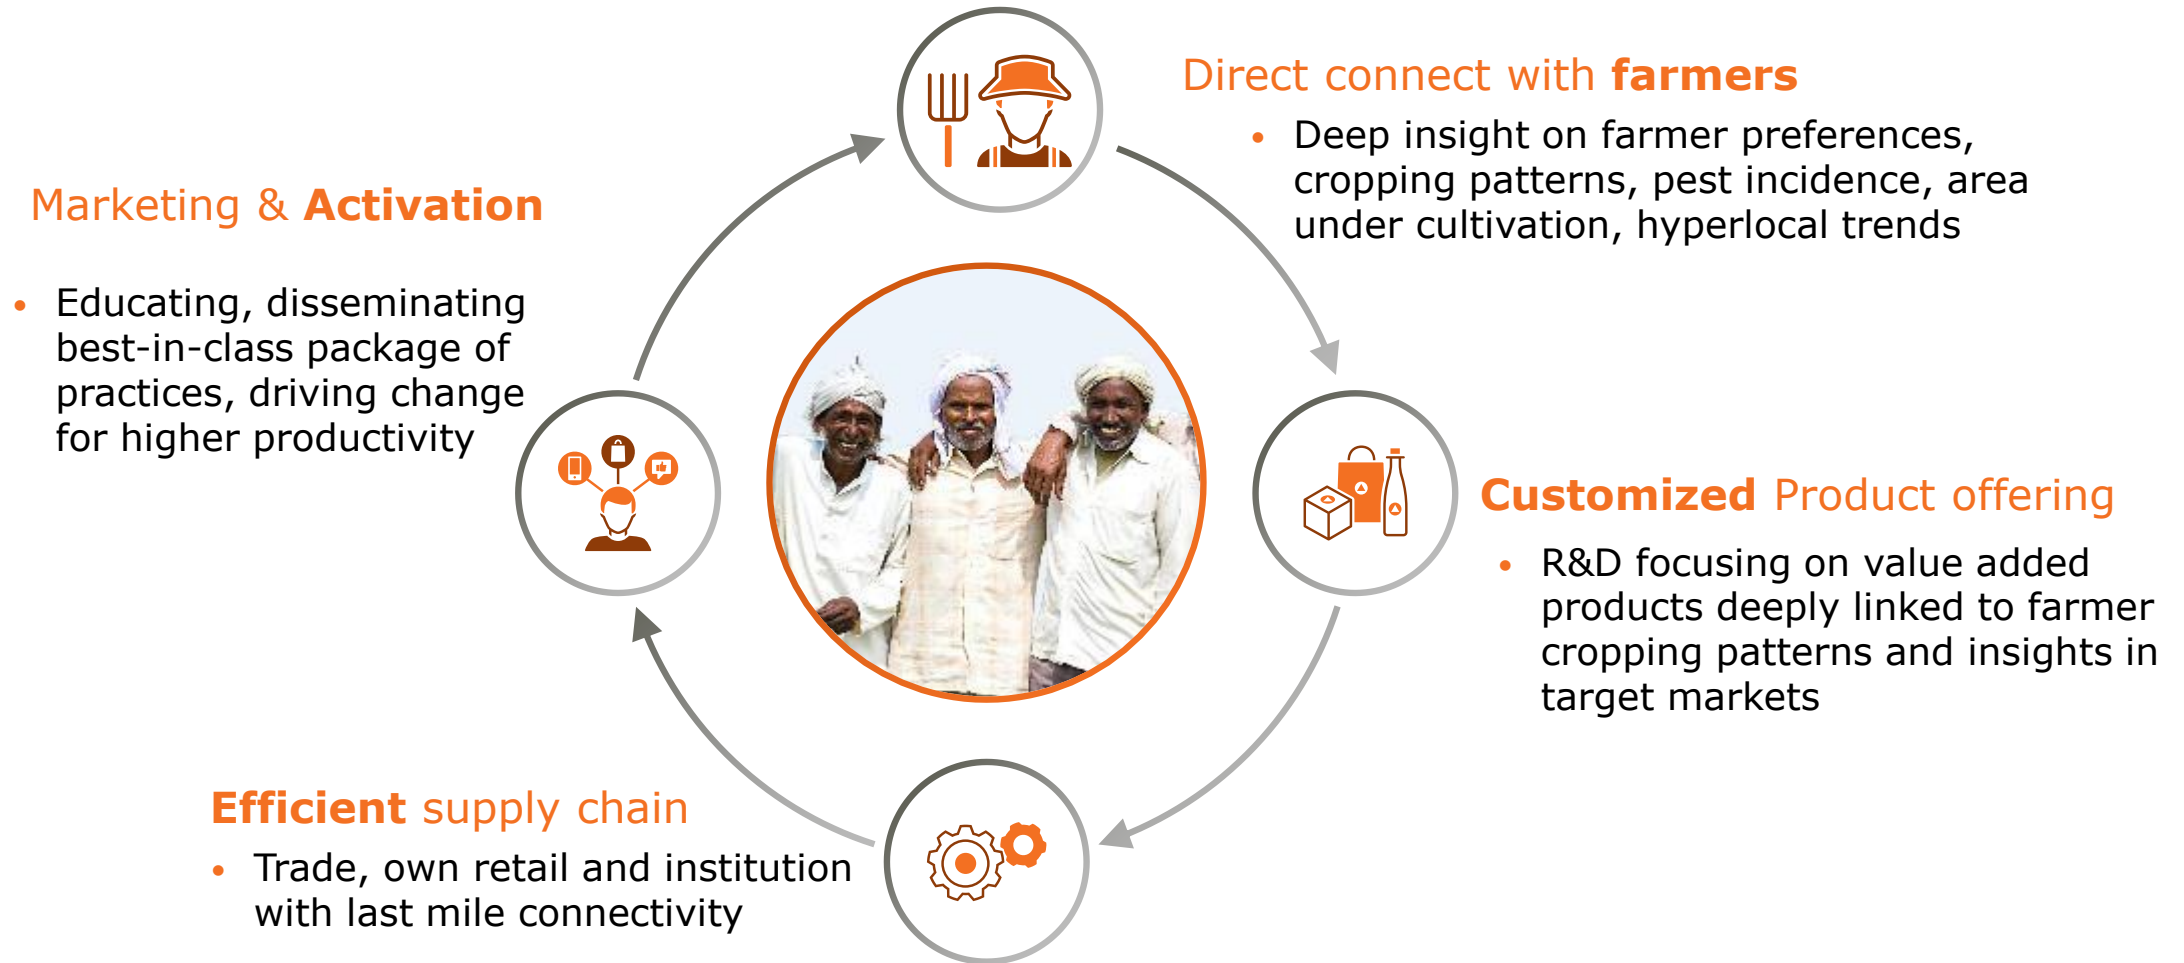 Direct connect with farmers
• Deep insight on farmer preferences,
cropping patterns, pest incidence, area
under cultivation, hyperlocal trends
Customized Product offering
• R&D focusing on value added
products deeply linked to farmer
cropping patterns and insights in
target markets
Efficient supply chain
• Trade, own retail and institution
with last mile connectivity
Marketing & Activation
• Educating, disseminating
best-in-class package of
practices, driving change
for higher productivity